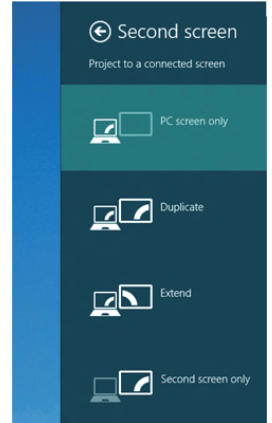 Second screen
Project to a connected screen
PC screen only
Duplicate
Extend
Second screen only